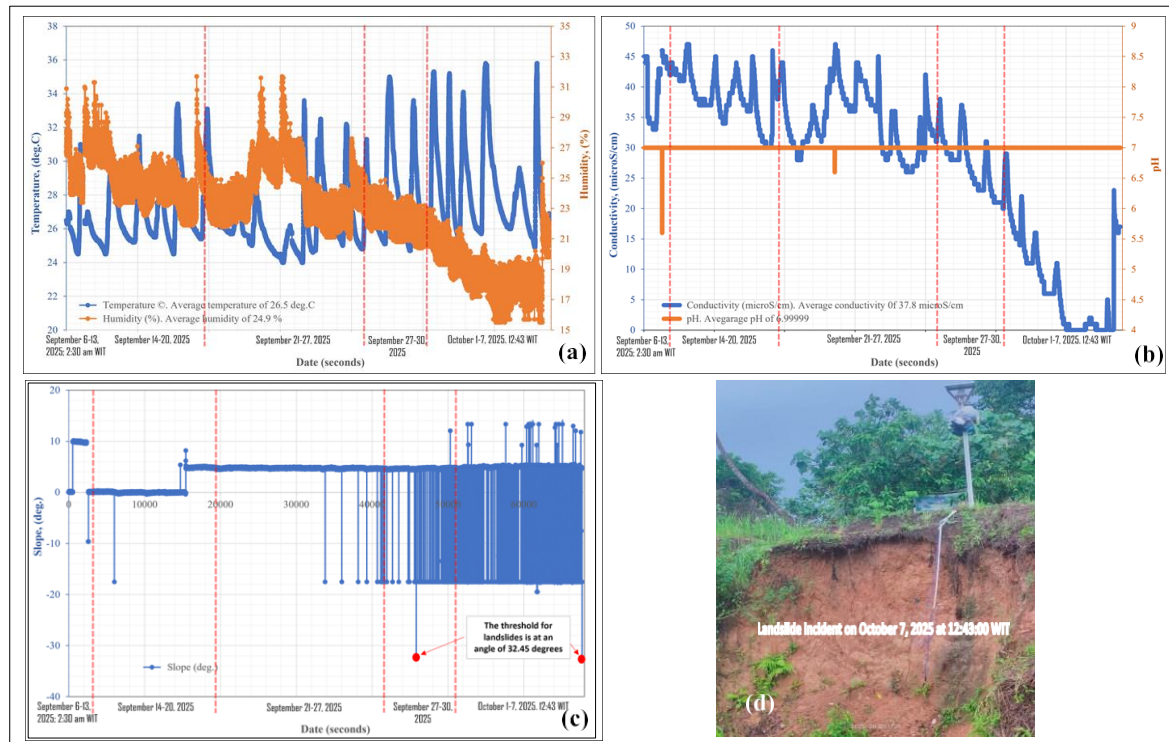 38
36
34
32
30
28
26
24
22
20
Temperature, (deg.C)
35
33
31
29
27
25
23
21
19
17
15
Humidity, (%)
Temperature ©. Average temperature of 26.5 deg.C
Humidity (%). Average humidity of 24.9 %
September 6-13,
2025; 2:30 am WIT
September 14-20, 2025
September 21-27, 2025
September 27-30,
2025
October 1-7, 2025, 12:43 WIT
Date (seconds)
(a)
50
45
40
35
30
25
20
15
10
5
0
Conductivity, (microS/cm)
9
8.5
8
7.5
7
6.5
6
5.5
5
4.5
4
pH
Conductivity (microS/cm). Average conductivity 0f 37.8 microS/cm
pH. Avegarage pH of 6.99999
September 6-13,
2025; 2:30 am WIT
September 14-20, 2025
September 21-27, 2025
September 27-30,
2025
October 1-7, 2025, 12:43 WIT
Date (seconds)
(b)
20
10
0
-10
-20
-30
-40
Slope, (deg.)
0
10000
20000
30000
40000
50000
The threshold for
landslides is at an
angle of 32.45 degrees
Slope (deg.)
September 6-13,
2025; 2:30 am WIT
September 14-20, 2025
September 21-27, 2025
September 27-30,
2025
October 1-7, 2025, 12:43 WIT
Date (seconds)
(c)
Landslide Incident on October 7, 2025 at 12:43:00 WIT
(d)